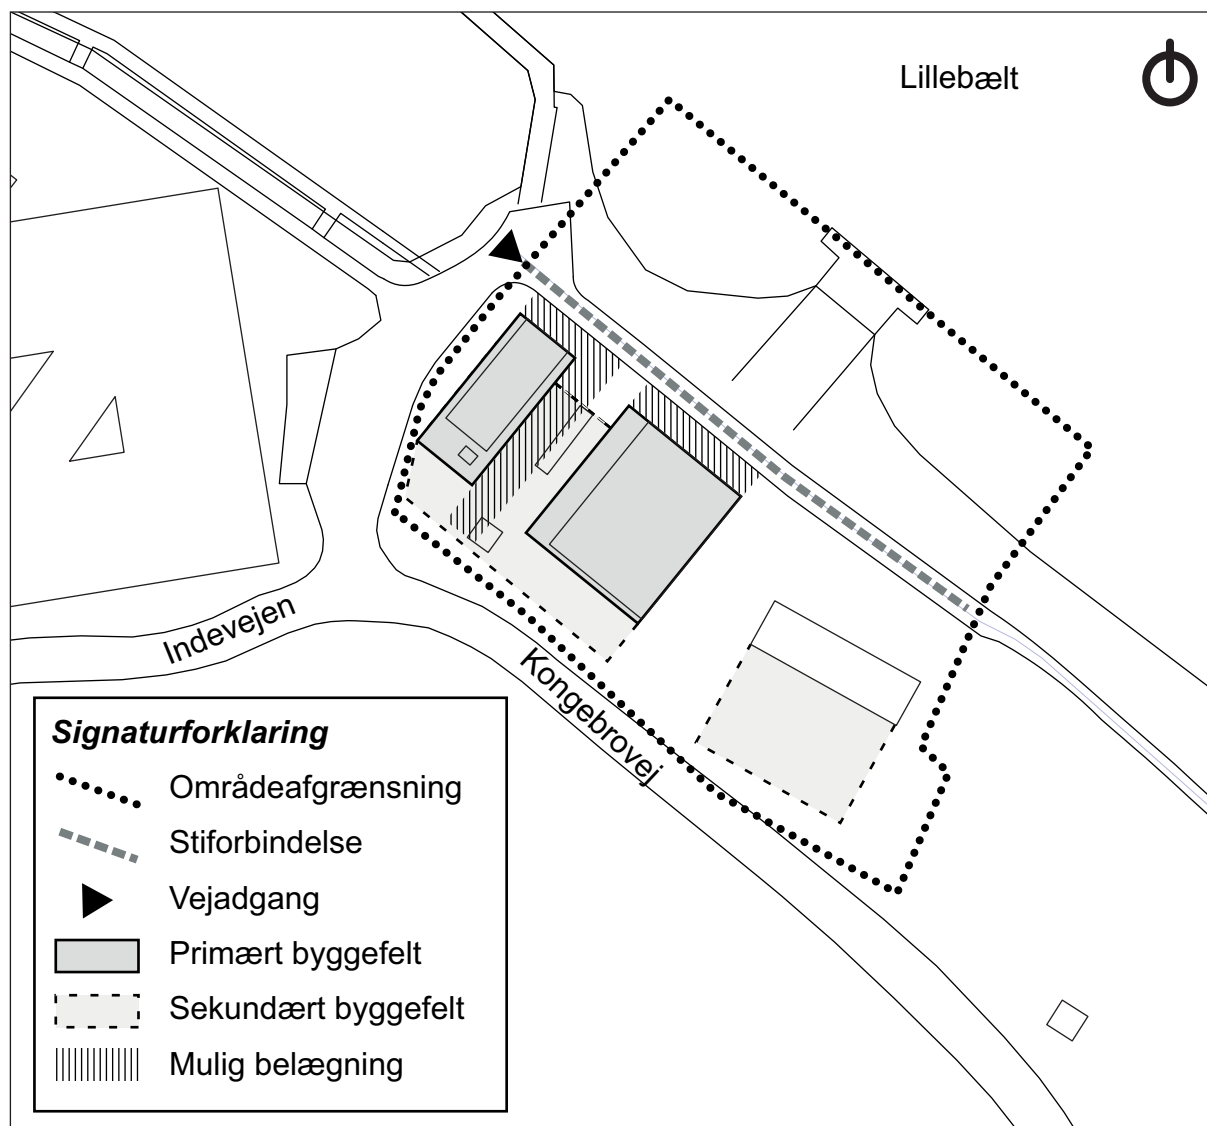 Lillebælt
Indevejen
Kongebrovej
Signaturforklaring
Områdeafgrænsning
Stiforbindelse
Vejadgang
Primært byggefelt
Sekundært byggefelt
Mulig belægning